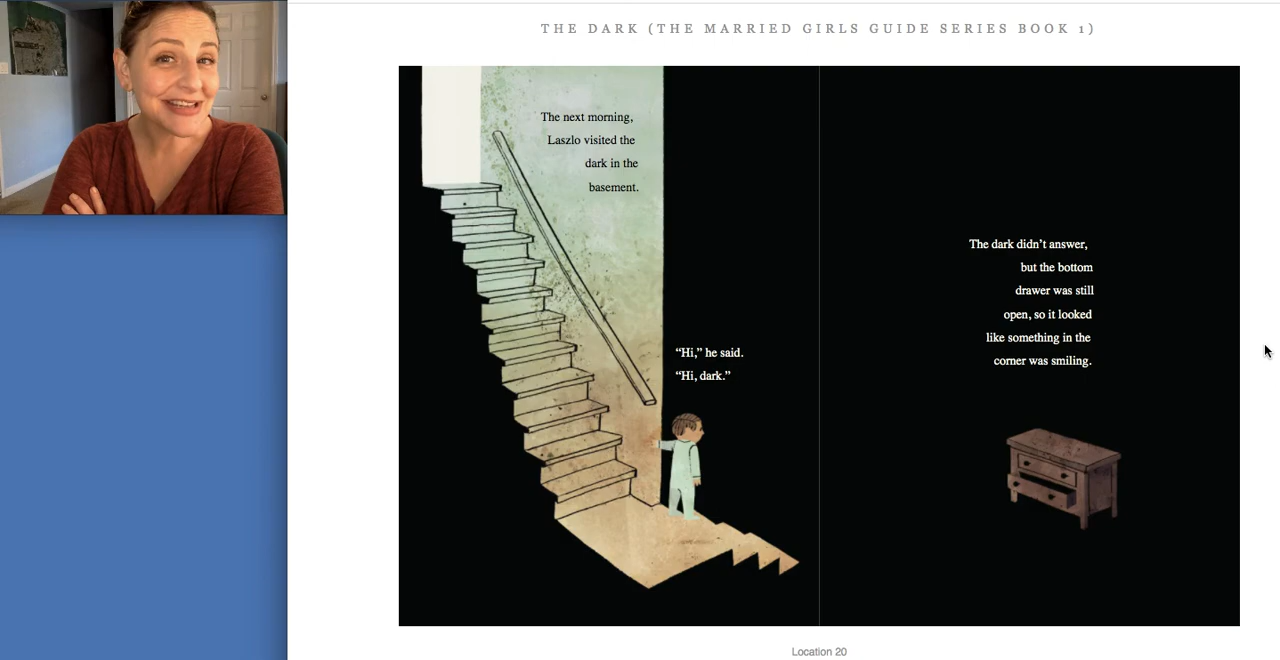 THE DARK (THE MARRIED GIRLS GUIDE SERIES BOOK 1)
The next morning,
Laszlo visited the
dark in the
basement.
“Hi,” he said.
“Hi, dark.”
The dark didn’t answer,
but the bottom
drawer was still
open, so it looked
like something in the
corner was smiling.
Location 20